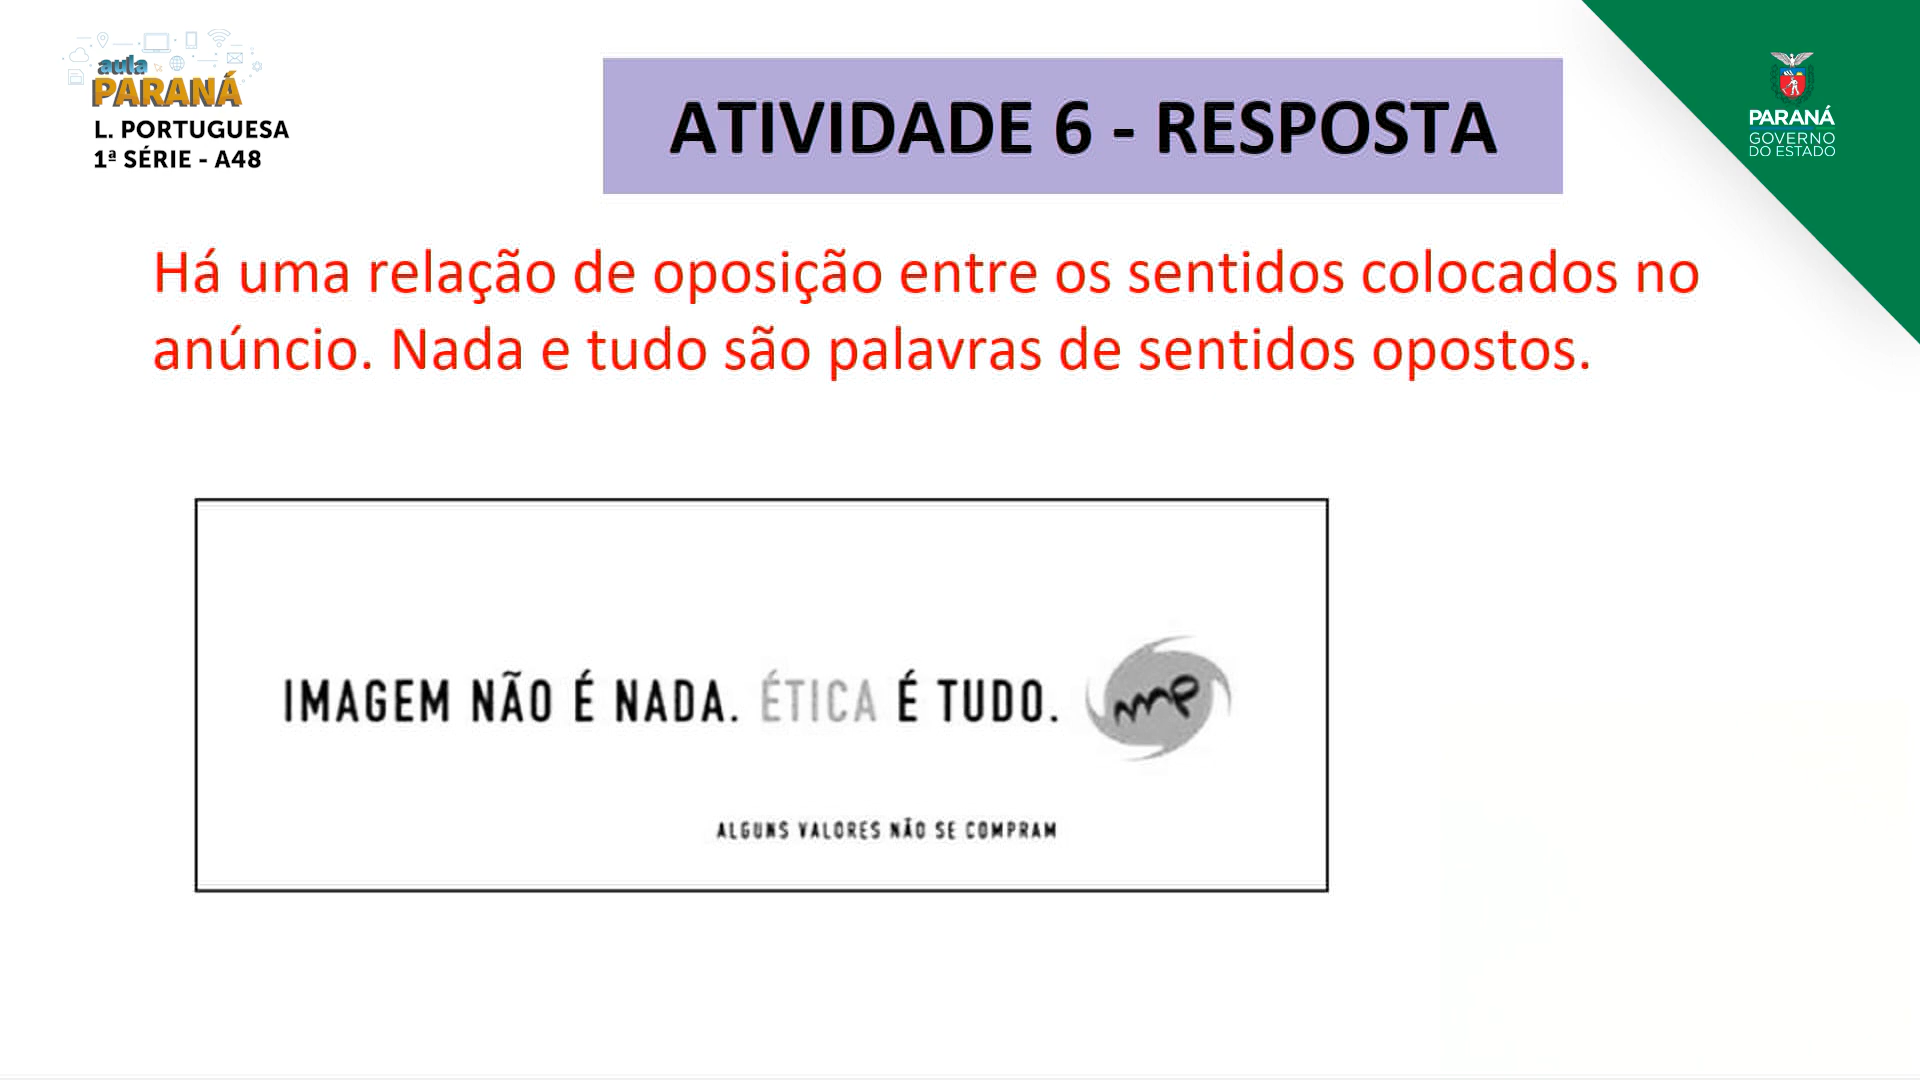 aula
PARANÁ
L. PORTUGUESA
1ª SÉRIE - A48
ATIVIDADE 6 - RESPOSTA
PARANÁ
GOVERNO
DO ESTADO
Há uma relação de oposição entre os sentidos colocados no
anúncio. Nada e tudo são palavras de sentidos opostos.
IMAGEM NÃO É NADA. ÉTICA É TUDO.
mp
ALGUNS VALORES NÃO SE COMPRAM